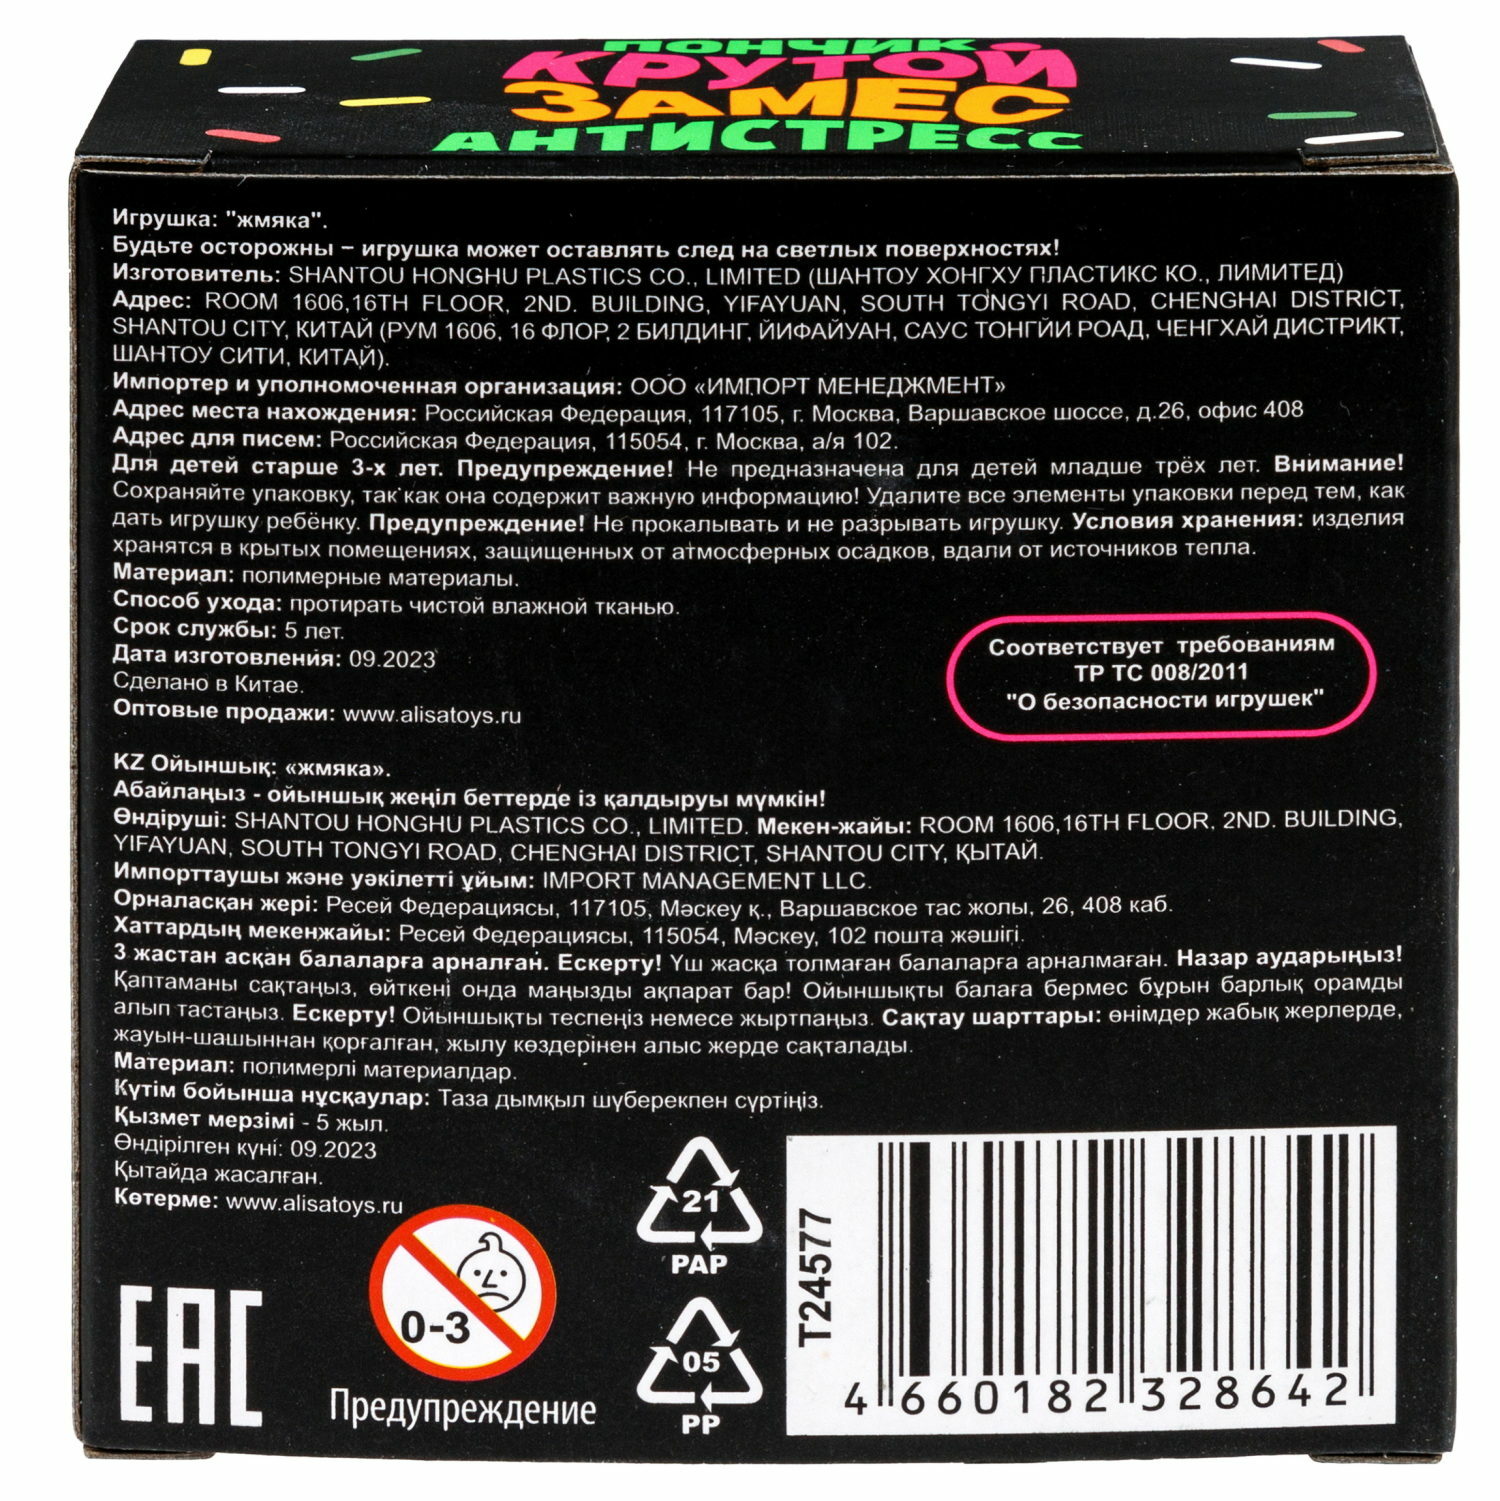 ПОНЧИК
КРУТОЙ
ЗАМЕС
АНТИСТРЕСС
Игрушка: "жмяка".
Будьте осторожны – игрушка может оставлять след на светлых поверхностях!
Изготовитель: SHANTOU HONGHU PLASTICS CO., LIMITED (ШАНТОУ ХОНГХУ ПЛАСТИКС КО., ЛИМИТЕД)
Адрес: ROOM 1606,16TH FLOOR, 2ND. BUILDING, YIFAYUAN, SOUTH TONGYI ROAD, CHENGHAI DISTRICT,
SHANTOU CITY, КИТАЙ (РУМ 1606, 16 ФЛОР, 2 БИЛДИНГ, ЙИФАЙУАН, САУС ТОНГЙИ РОАД, ЧЕНГХАЙ ДИСТРИКТ,
ШАНТОУ СИТИ, КИТАЙ).
Импортер и уполномоченная организация: ООО «ИМПОРТ МЕНЕДЖМЕНТ»
Адрес места нахождения: Российская Федерация, 117105, г. Москва, Варшавское шоссе, д.26, офис 408
Адрес для писем: Российская Федерация, 115054, г. Москва, а/я 102.
Для детей старше 3-х лет. Предупреждение! Не предназначена для детей младше трёх лет. Внимание!
Сохраняйте упаковку, так как она содержит важную информацию! Удалите все элементы упаковки перед тем, как
дать игрушку ребёнку. Предупреждение! Не прокалывать и не разрывать игрушку. Условия хранения: изделия
хранятся в крытых помещениях, защищенных от атмосферных осадков, вдали от источников тепла.
Материал: полимерные материалы.
Способ ухода: протирать чистой влажной тканью.
Срок службы: 5 лет.
Дата изготовления: 09.2023
Сделано в Китае.
Оптовые продажи: www.alisatoys.ru
Соответствует требованиям
ТР ТС 008/2011
"О безопасности игрушек"
KZ Ойыншық: «жмяка».
Абайлаңыз - ойыншық жеңіл беттерде із қалдыруы мүмкін!
Өндіруші: SHANTOU HONGHU PLASTICS CO., LIMITED. Мекен-жайы: ROOM 1606,16TH FLOOR, 2ND. BUILDING,
YIFAYUAN, SOUTH TONGYI ROAD, CHENGHAI DISTRICT, SHANTOU CITY, ҚЫТАЙ.
Импорттаушы және уәкілетті ұйым: IMPORT MANAGEMENT LLC.
Орналасқан жері: Ресей Федерациясы, 117105, Мәскеу қ., Варшавское тас жолы, 26, 408 каб.
Хаттардың мекенжайы: Ресей Федерациясы, 115054, Мәскеу, 102 пошта жәшігі.
3 жастан асқан балаларға арналған. Ескерту! Үш жасқа толмаған балаларға арналмаған. Назар аударыңыз!
Қаптаманы сақтаңыз, өйткені онда маңызды ақпарат бар! Ойыншықты балаға бермес бұрын барлық орамды
алып тастаңыз. Ескерту! Ойыншықты теспеңіз немесе жыртпаңыз. Сақтау шарттары: өнімдер жабық жерлерде,
жауын-шашыннан қорғалған, жылу көздерінен алыс жерде сақталады.
Материал: полимерлі материалдар.
Күтім бойынша нұсқаулар: Таза дымқыл шүберекпен сүртіңіз.
Қызмет мерзімі - 5 жыл.
Өндірілген күні: 09.2023
Қытайда жасалған.
Көтерме: www.alisatoys.ru
EAC
0-3
Предупреждение
21
PAP
05
PP
T24577
4 660182 328642